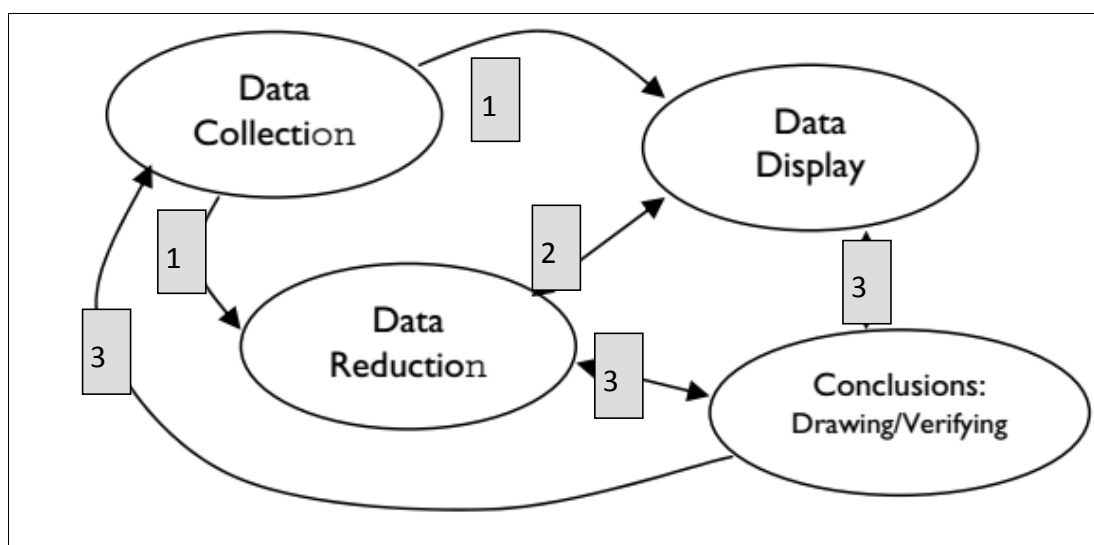 Data
Collection
1
Data
Display
1
2
Data
Reduction
3
3
3
Conclusions:
Drawing/Verifying